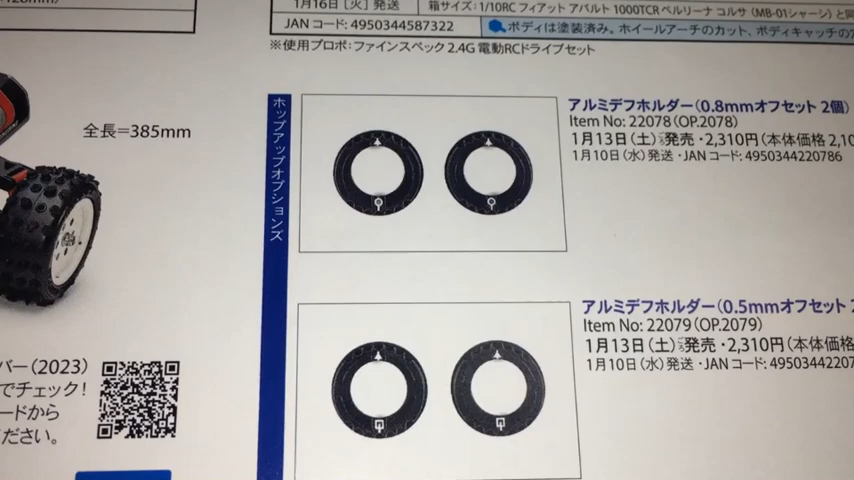 1月16日［火］発送
箱サイズ：1/10RC フィアット アバルト 1000TCR ベルリーナ コルサ（MB-01シャーシ）と同
JAN コード: 4950344587322
ボディは塗装済み。ホイールアーチのカット、ボディキャッチの穴
※使用プロポ：ファインスペック2.4G 電動RCドライブセット
全長＝385mm
ホップアップオプションズ
アルミデフホルダー（0.8mmオフセット 2個）
Item No: 22078（OP.2078）
1月13日（土）ごろ発売・2,310円（本体価格 2,10
1月10日（水）発送・JANコード: 4950344220786
アルミデフホルダー（0.5mmオフセット 2
Item No: 22079（OP.2079）
1月13日（土）ごろ発売・2,310円（本体価格
1月10日（水）発送・JANコード: 49503442207
バー（2023）
でチェック！
ードから
ださい。